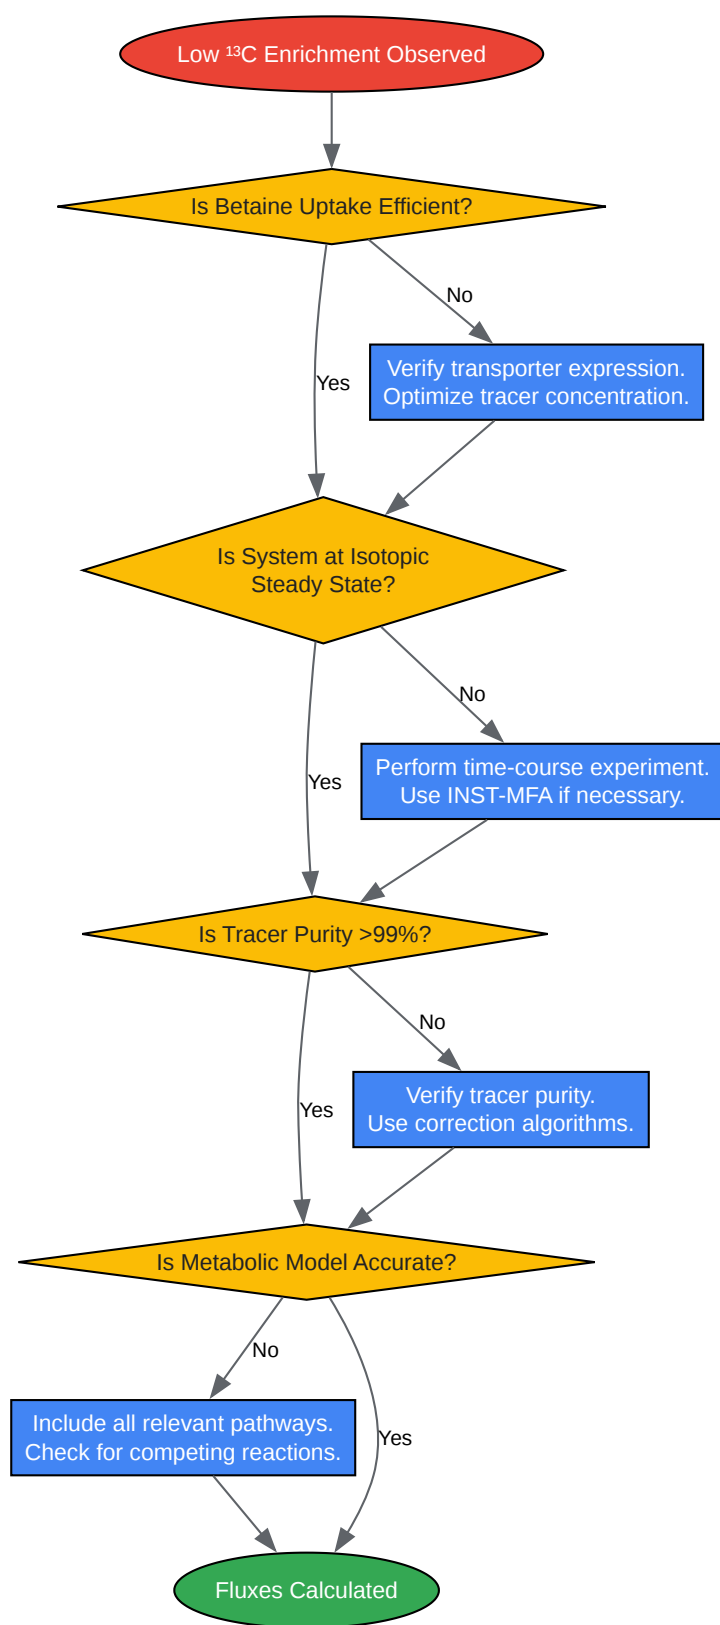 Low ¹³C Enrichment Observed
Is Betaine Uptake Efficient?
No
Verify transporter expression.
Optimize tracer concentration.
Yes
Is System at Isotopic
Steady State?
No
Perform time-course experiment.
Use INST-MFA if necessary.
Yes
Is Tracer Purity >99%?
No
Verify tracer purity.
Use correction algorithms.
Yes
Is Metabolic Model Accurate?
No
Include all relevant pathways.
Check for competing reactions.
Yes
Fluxes Calculated